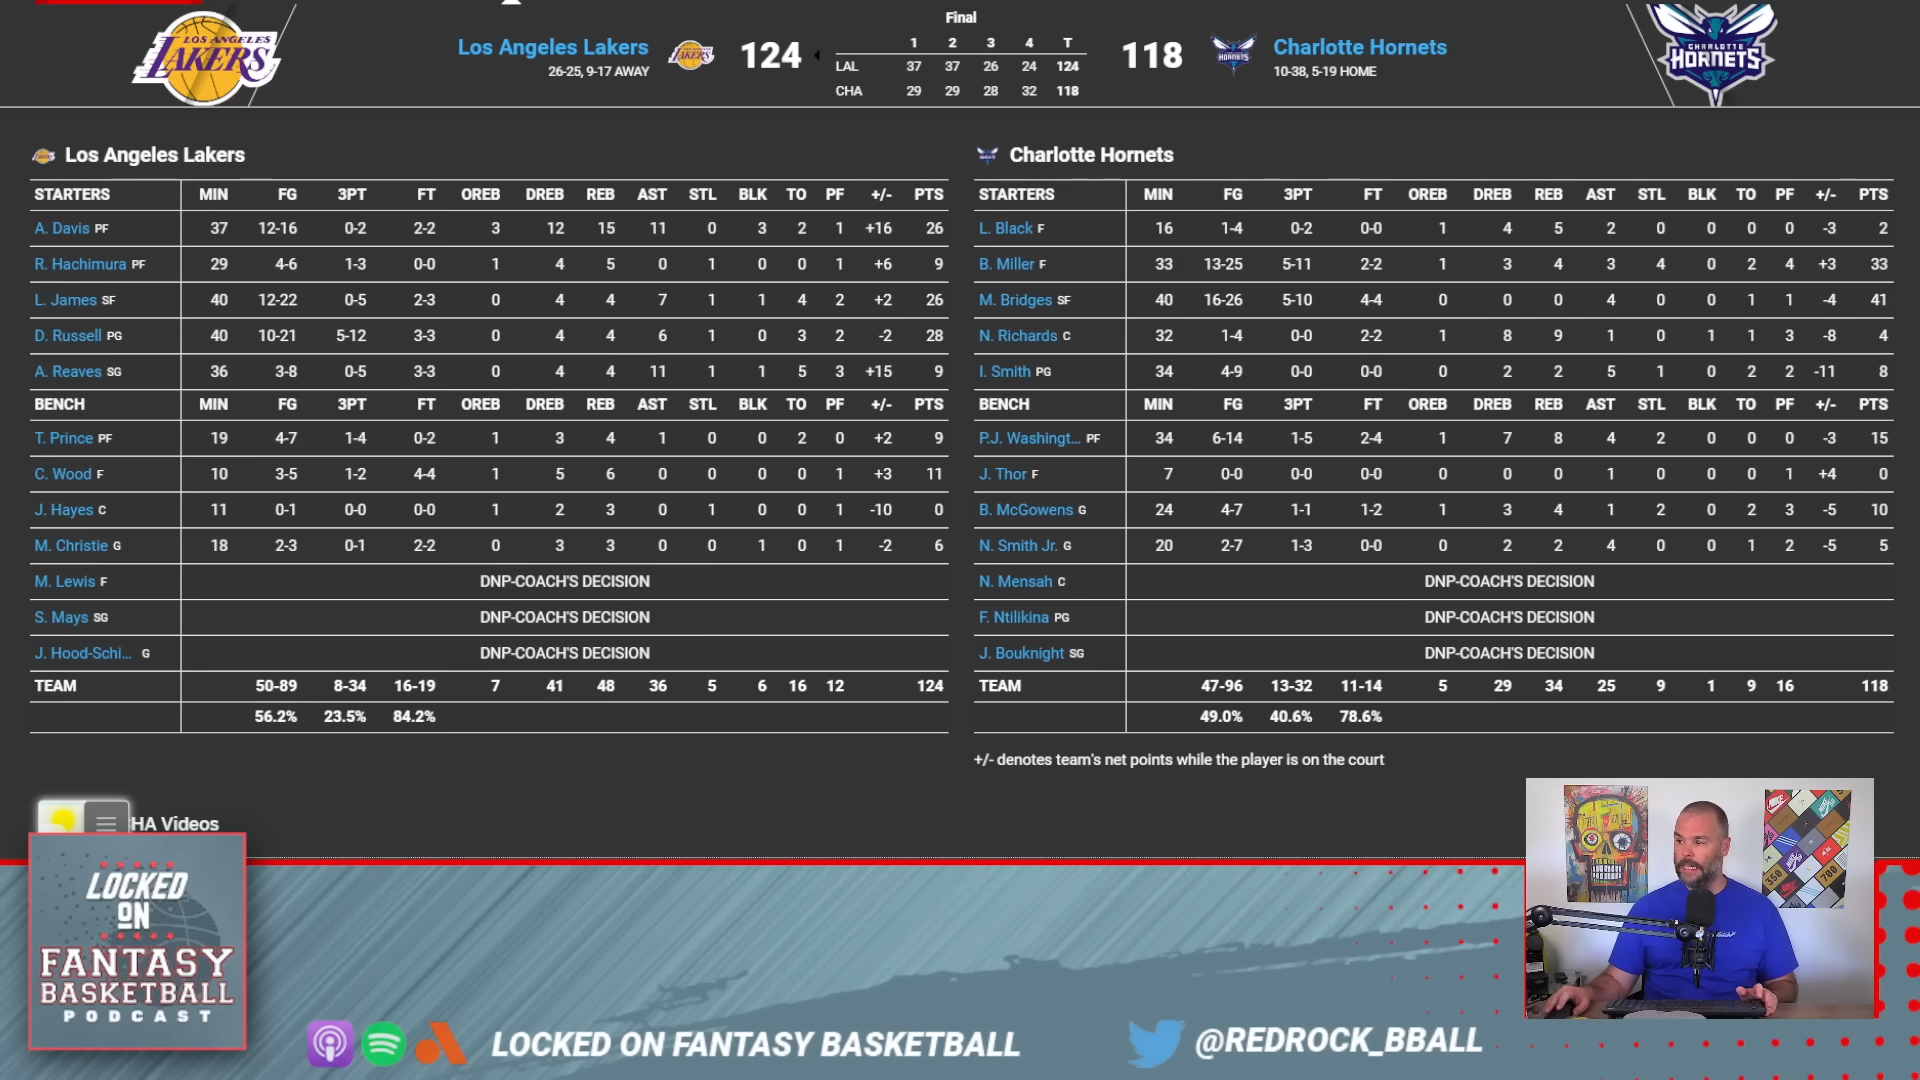 LOS ANGELES
LAKERS
Los Angeles Lakers
26-25, 9-17 AWAY
LAKERS
124
Final
1 2 3 4 T
LAL 37 37 26 24 124
CHA 29 29 28 32 118
118
HORNETS
Charlotte Hornets
10-38, 5-19 HOME
CHARLOTTE
HORNETS
Los Angeles Lakers
STARTERS MIN FG 3PT FT OREB DREB REB AST STL BLK TO PF +/- PTS
A. Davis PF 37 12-16 0-2 2-2 3 12 15 11 0 3 2 1 +16 26
R. Hachimura PF 29 4-6 1-3 0-0 1 4 5 0 1 0 0 1 +6 9
L. James SF 40 12-22 0-5 2-3 0 4 4 7 1 1 4 2 +2 26
D. Russell PG 40 10-21 5-12 3-3 0 4 4 6 1 0 3 2 -2 28
A. Reaves SG 36 3-8 0-5 3-3 0 4 4 11 1 1 5 3 +15 9
BENCH MIN FG 3PT FT OREB DREB REB AST STL BLK TO PF +/- PTS
T. Prince PF 19 4-7 1-4 0-2 1 3 4 1 0 0 2 0 +2 9
C. Wood F 10 3-5 1-2 4-4 1 5 6 0 0 0 0 1 +3 11
J. Hayes C 11 0-1 0-0 0-0 1 2 3 0 1 0 0 1 -10 0
M. Christie G 18 2-3 0-1 2-2 0 3 3 0 0 1 0 1 -2 6
M. Lewis F DNP-COACH'S DECISION
S. Mays SG DNP-COACH'S DECISION
J. Hood-Schi... G DNP-COACH'S DECISION
TEAM 50-89 8-34 16-19 7 41 48 36 5 6 16 12 124
56.2% 23.5% 84.2%
Charlotte Hornets
STARTERS MIN FG 3PT FT OREB DREB REB AST STL BLK TO PF +/- PTS
L. Black F 16 1-4 0-2 0-0 1 4 5 2 0 0 0 0 -3 2
B. Miller F 33 13-25 5-11 2-2 1 3 4 3 4 0 2 4 +3 33
M. Bridges SF 40 16-26 5-10 4-4 0 0 0 4 0 0 1 1 -4 41
N. Richards C 32 1-4 0-0 2-2 1 8 9 1 0 1 1 3 -8 4
I. Smith PG 34 4-9 0-0 0-0 0 2 2 5 1 0 2 2 -11 8
BENCH MIN FG 3PT FT OREB DREB REB AST STL BLK TO PF +/- PTS
P.J. Washingt... PF 34 6-14 1-5 2-4 1 7 8 4 2 0 0 0 -3 15
J. Thor F 7 0-0 0-0 0-0 0 0 0 1 0 0 0 1 +4 0
B. McGowens G 24 4-7 1-1 1-2 1 3 4 1 2 0 2 3 -5 10
N. Smith Jr. G 20 2-7 1-3 0-0 0 2 2 4 0 0 1 2 -5 5
N. Mensah C DNP-COACH'S DECISION
F. Ntilikina PG DNP-COACH'S DECISION
J. Bouknight SG DNP-COACH'S DECISION
TEAM 47-96 13-32 11-14 5 29 34 25 9 1 9 16 118
49.0% 40.6% 78.6%
+/- denotes team's net points while the player is on the court
HA Videos
LOCKED
ON
FANTASY
BASKETBALL
PODCAST
LOCKED ON FANTASY BASKETBALL
@REDROCK_BBALL
NIKE
350
700